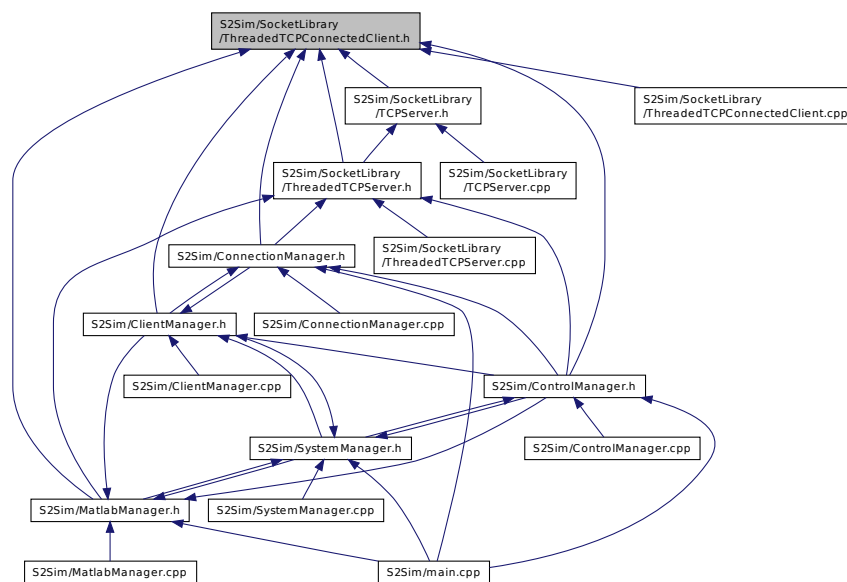 S2Sim/SocketLibrary
/ThreadedTCPConnectedClient.h
S2Sim/SocketLibrary
/TCPServer.h
S2Sim/SocketLibrary
/ThreadedTCPConnectedClient.cpp
S2Sim/SocketLibrary
/ThreadedTCPServer.h
S2Sim/SocketLibrary
/TCPServer.cpp
S2Sim/ConnectionManager.h
S2Sim/SocketLibrary
/ThreadedTCPServer.cpp
S2Sim/ClientManager.h
S2Sim/ConnectionManager.cpp
S2Sim/ClientManager.cpp
S2Sim/ControlManager.h
S2Sim/SystemManager.h
S2Sim/ControlManager.cpp
S2Sim/MatlabManager.h
S2Sim/SystemManager.cpp
S2Sim/MatlabManager.cpp
S2Sim/main.cpp